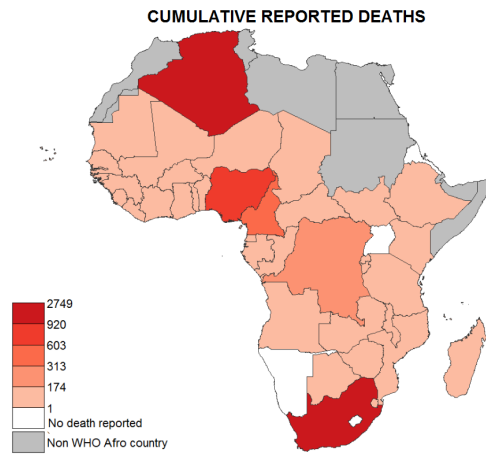 CUMULATIVE REPORTED DEATHS
2749
920
603
313
174
1
No death reported
Non WHO Afro country